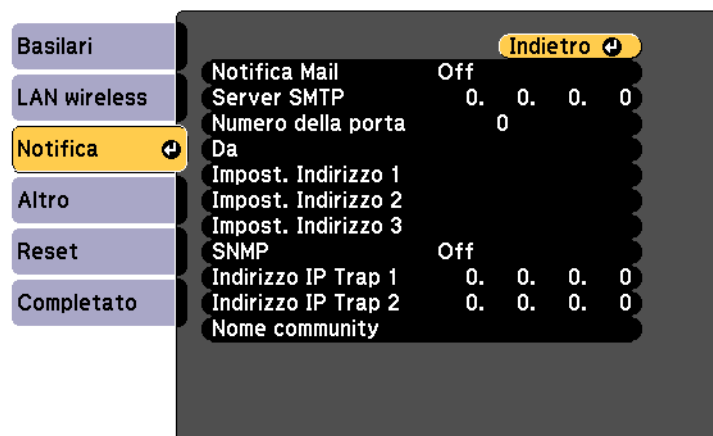 Basilari
LAN wireless
Notifica
Altro
Reset
Completato
Indietro
Notifica Mail Off
Server SMTP 0. 0. 0. 0
Numero della porta 0
Da
Impost. Indirizzo 1
Impost. Indirizzo 2
Impost. Indirizzo 3
SNMP Off
Indirizzo IP Trap 1 0. 0. 0. 0
Indirizzo IP Trap 2 0. 0. 0. 0
Nome community